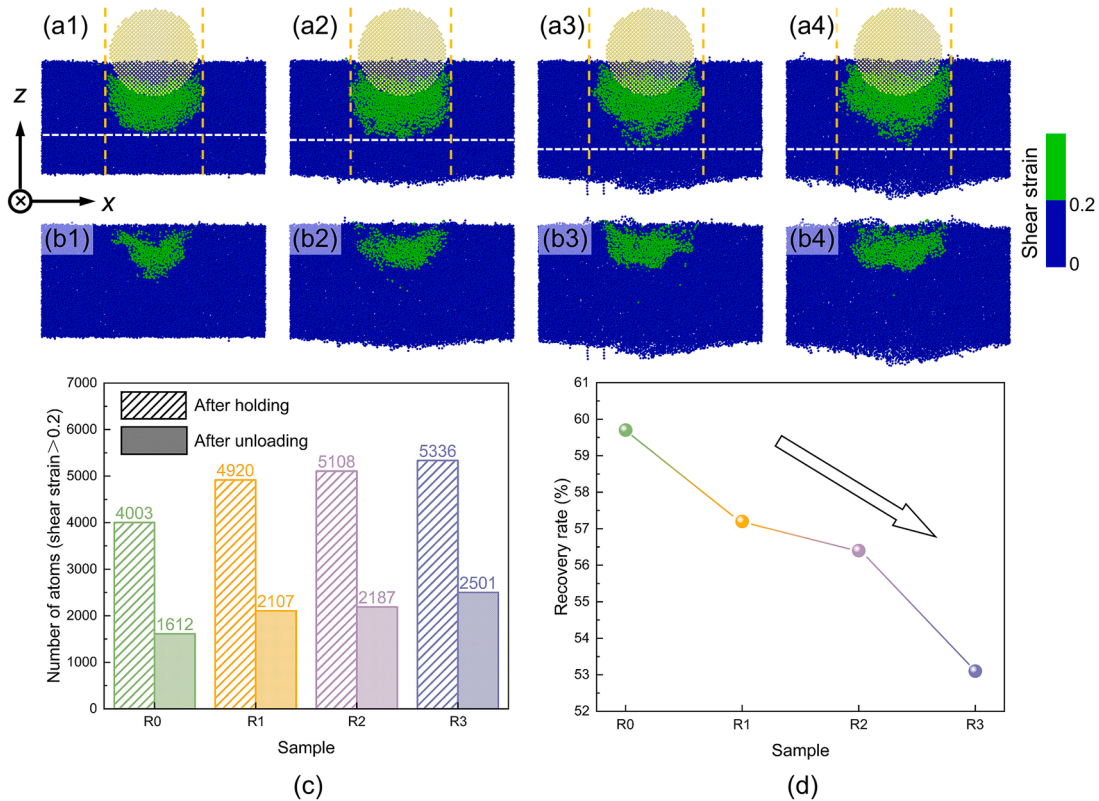 (a1)
(a2)
(a3)
(a4)
z
x
(b1)
(b2)
(b3)
(b4)
Shear strain
0.2
0
7000
6000
5000
4000
3000
2000
1000
0
Number of atoms (shear strain＞0.2)
After holding
After unloading
4003
1612
4920
2107
5108
2187
5336
2501
R0
R1
R2
R3
Sample
(c)
61
60
59
58
57
56
55
54
53
52
Recovery rate (%)
R0
R1
R2
R3
Sample
(d)